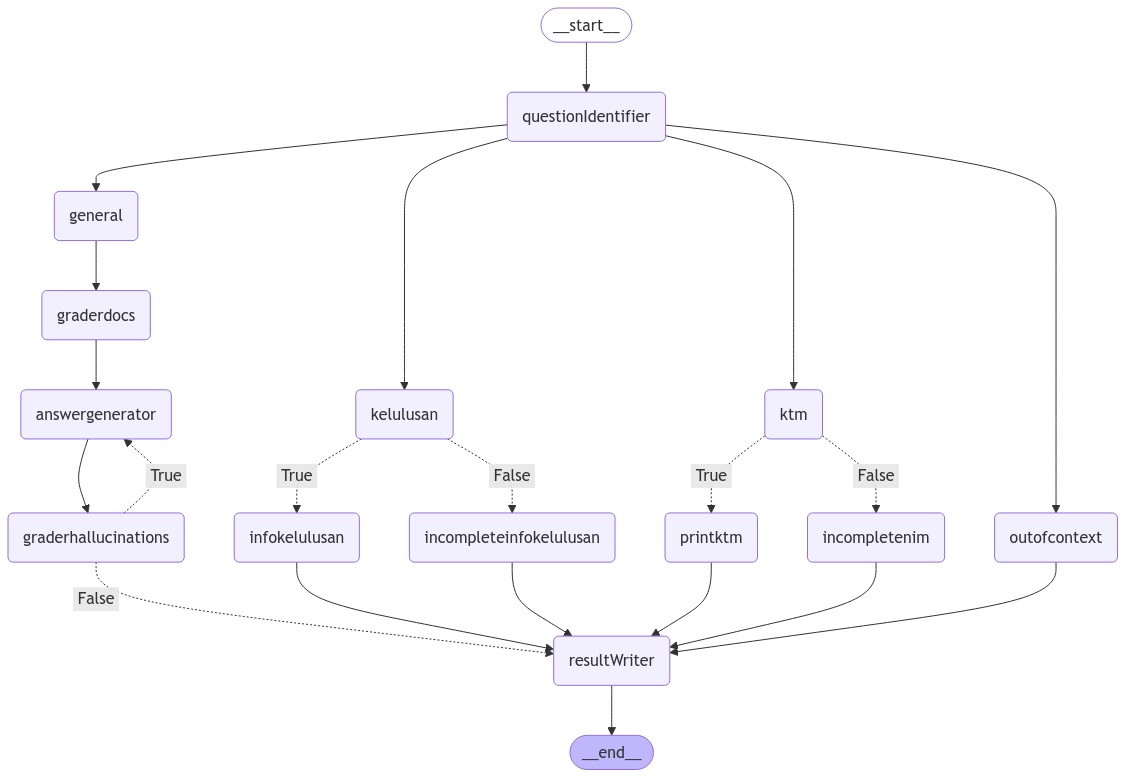 __start__
questionIdentifier
general
graderdocs
answergenerator
kelulusan
ktm
True
True
False
True
False
graderhallucinations
infokelulusan
incompleteinfokelulusan
printktm
incompletenim
outofcontext
False
resultWriter
__end__